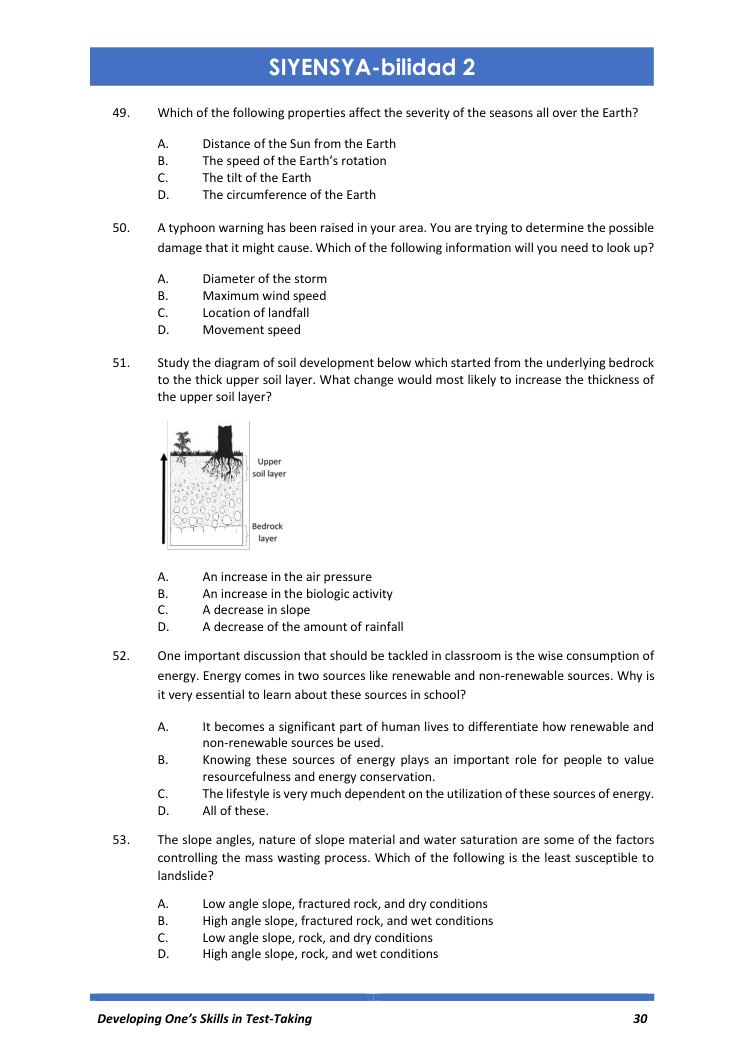 SIYENSYA-bilidad 2
49. Which of the following properties affect the severity of the seasons all over the Earth?
A. Distance of the Sun from the Earth
B. The speed of the Earth’s rotation
C. The tilt of the Earth
D. The circumference of the Earth
50. A typhoon warning has been raised in your area. You are trying to determine the possible
damage that it might cause. Which of the following information will you need to look up?
A. Diameter of the storm
B. Maximum wind speed
C. Location of landfall
D. Movement speed
51. Study the diagram of soil development below which started from the underlying bedrock
to the thick upper soil layer. What change would most likely to increase the thickness of
the upper soil layer?
Upper
soil layer
Bedrock
layer
A. An increase in the air pressure
B. An increase in the biologic activity
C. A decrease in slope
D. A decrease of the amount of rainfall
52. One important discussion that should be tackled in classroom is the wise consumption of
energy. Energy comes in two sources like renewable and non-renewable sources. Why is
it very essential to learn about these sources in school?
A. It becomes a significant part of human lives to differentiate how renewable and
non-renewable sources be used.
B. Knowing these sources of energy plays an important role for people to value
resourcefulness and energy conservation.
C. The lifestyle is very much dependent on the utilization of these sources of energy.
D. All of these.
53. The slope angles, nature of slope material and water saturation are some of the factors
controlling the mass wasting process. Which of the following is the least susceptible to
landslide?
A. Low angle slope, fractured rock, and dry conditions
B. High angle slope, fractured rock, and wet conditions
C. Low angle slope, rock, and dry conditions
D. High angle slope, rock, and wet conditions
Developing One’s Skills in Test-Taking 30